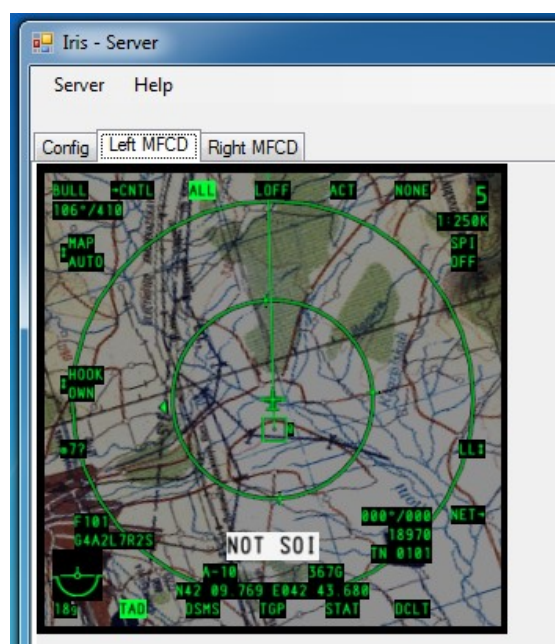 Iris - Server
Server Help
Config Left MFCD Right MFCD
BULL →CNTL ALL LOFF ACT NONE 5
106°/410 1:250K
MAP SPI
AUTO OFF
HOOK
OWN
77 LL
000°/000 NET→
F101 18970
G4A2L7R2S TN 0101
NOT SOI
A-10 367G
N42 09.769 E042 43.680
TAD DSMS TGP STAT DCLT